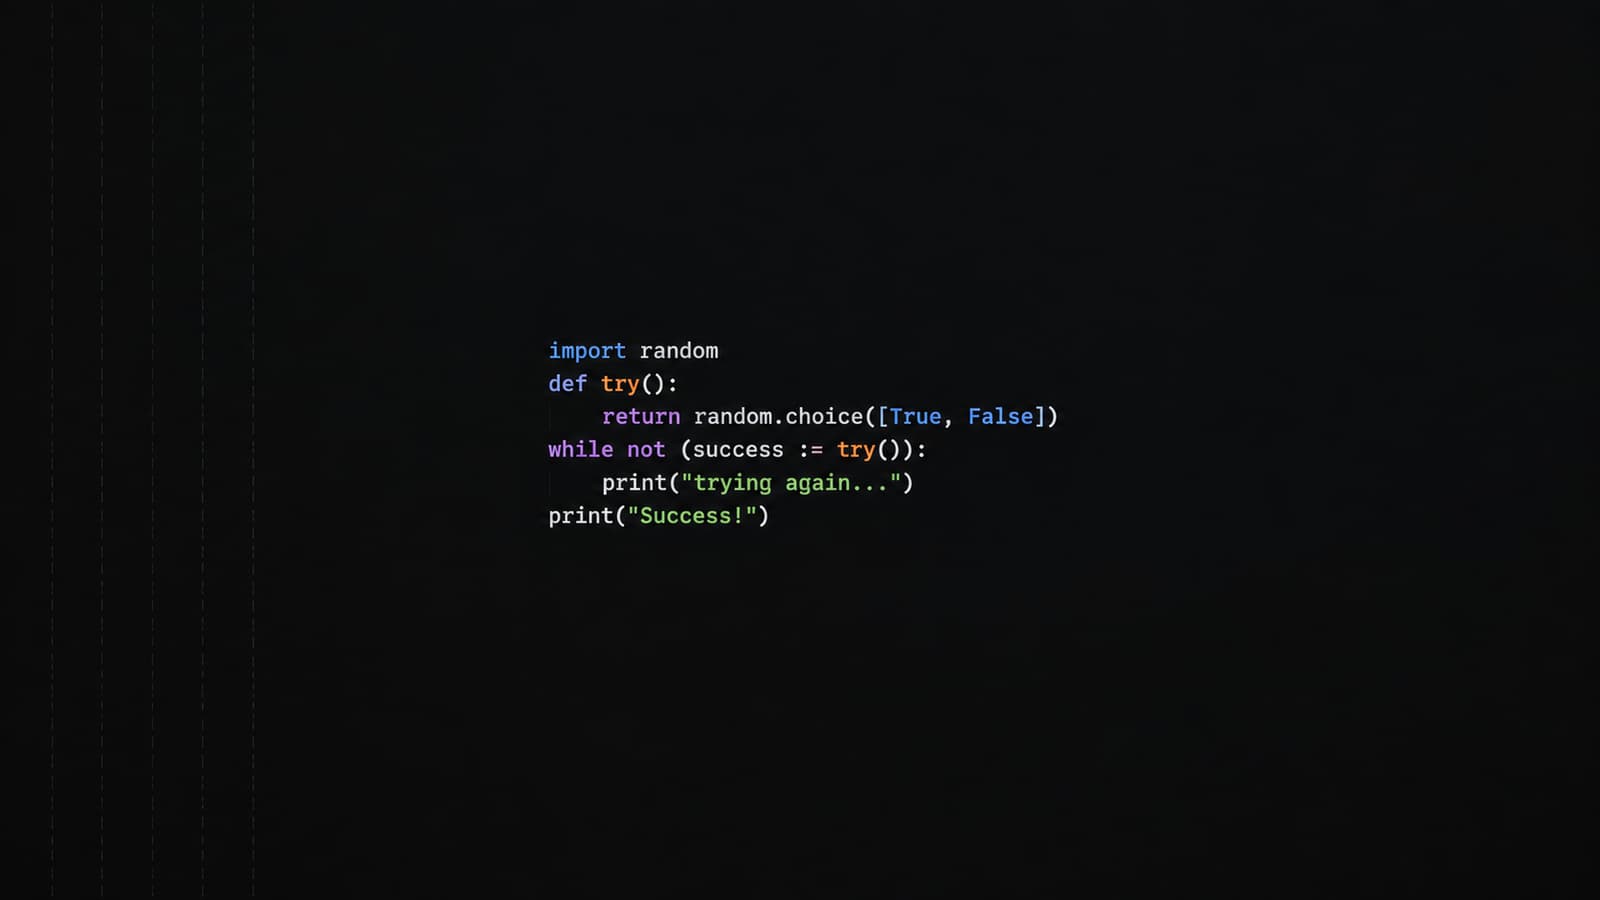 import random
def try():
    return random.choice([True, False])
while not (success := try()):
    print("trying again...")
print("Success!")